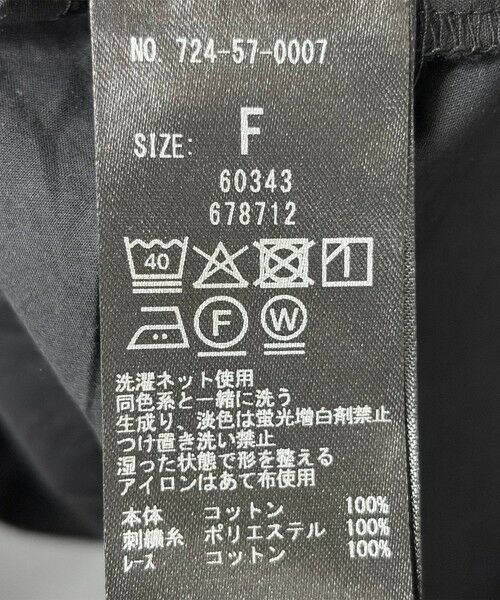 NO. 724-57-0007
SIZE: F
60343
678712
40
F W
洗濯ネット使用
同色系と一緒に洗う
生成り、淡色は蛍光増白剤禁止
つけ置き洗い禁止
湿った状態で形を整える
アイロンはあて布使用
本体 コットン 100%
刺繍糸 ポリエステル 100%
レース コットン 100%